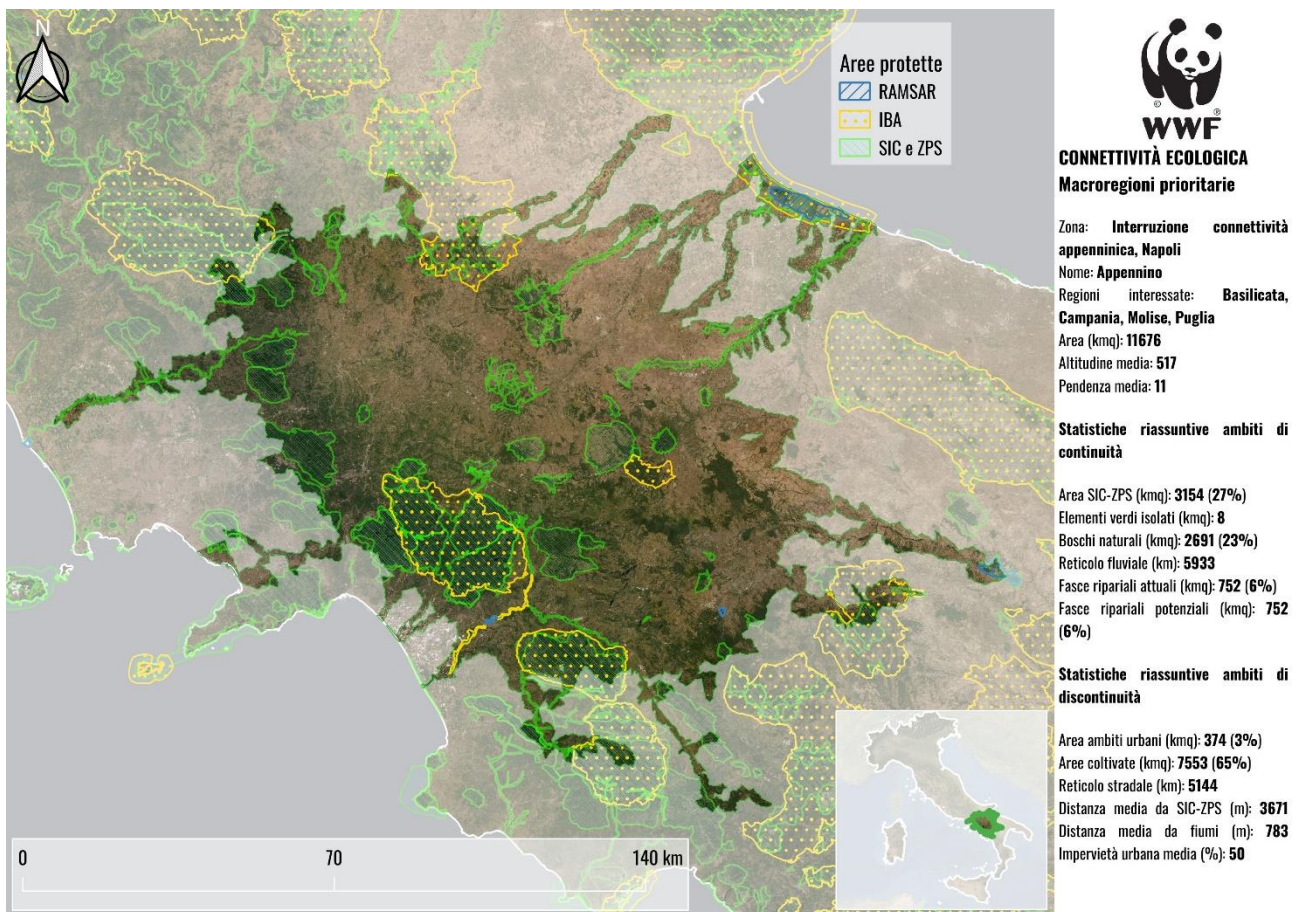 N
Aree protette
RAMSAR
IBA
SIC e ZPS
0
70
140 km
©
®
WWF
CONNETTIVITÀ ECOLOGICA
Macroregioni prioritarie
Zona: Interruzione connettività
appenninica, Napoli
Nome: Appennino
Regioni interessate: Basilicata,
Campania, Molise, Puglia
Area (kmq): 11676
Altitudine media: 517
Pendenza media: 11
Statistiche riassuntive ambiti di
continuità
Area SIC-ZPS (kmq): 3154 (27%)
Elementi verdi isolati (kmq): 8
Boschi naturali (kmq): 2691 (23%)
Reticolo fluviale (km): 5933
Fasce ripariali attuali (kmq): 752 (6%)
Fasce ripariali potenziali (kmq): 752
(6%)
Statistiche riassuntive ambiti di
discontinuità
Area ambiti urbani (kmq): 374 (3%)
Aree coltivate (kmq): 7553 (65%)
Reticolo stradale (km): 5144
Distanza media da SIC-ZPS (m): 3671
Distanza media da fiumi (m): 783
Impervietà urbana media (%): 50